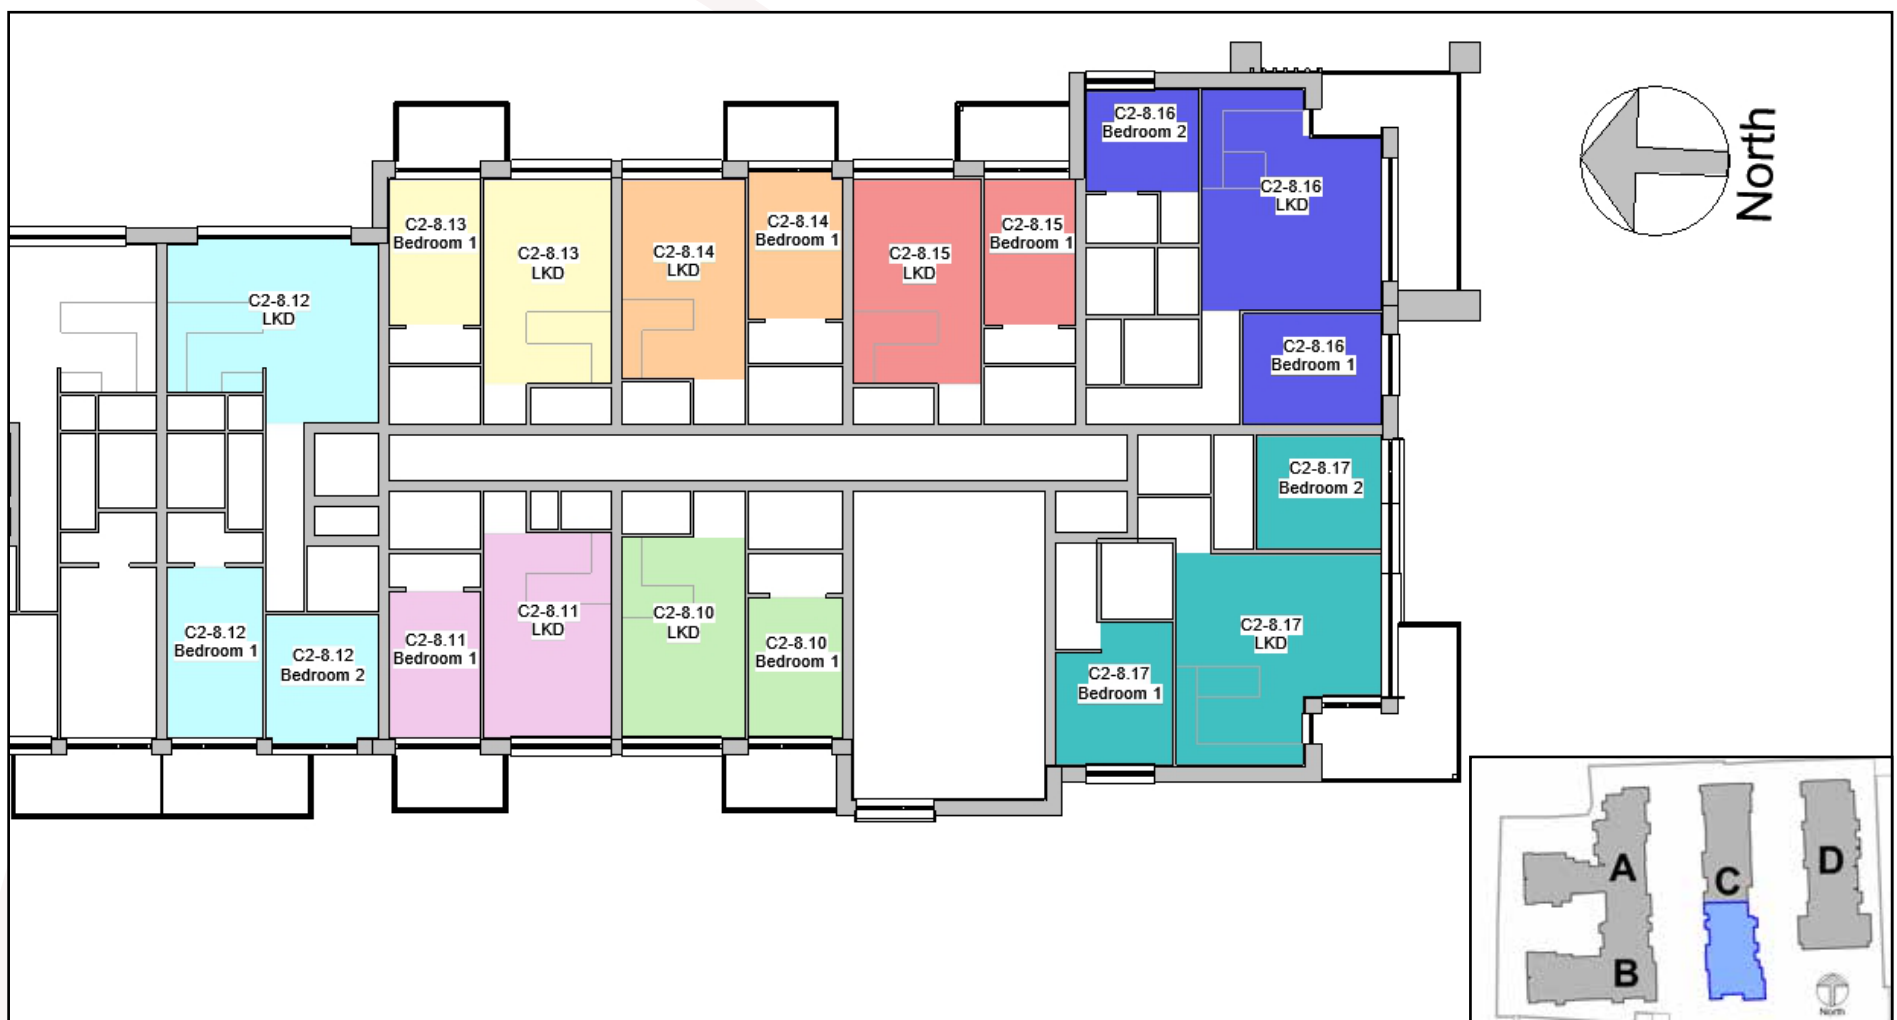 C2-8.16
Bedroom 2
C2-8.16
LKD
C2-8.13
Bedroom 1
C2-8.13
LKD
C2-8.14
LKD
C2-8.14
Bedroom 1
C2-8.15
LKD
C2-8.15
Bedroom 1
C2-8.12
LKD
C2-8.16
Bedroom 1
C2-8.17
Bedroom 2
C2-8.12
Bedroom 1
C2-8.12
Bedroom 2
C2-8.11
Bedroom 1
C2-8.11
LKD
C2-8.10
LKD
C2-8.10
Bedroom 1
C2-8.17
Bedroom 1
C2-8.17
LKD
North
A
B
C
D
North